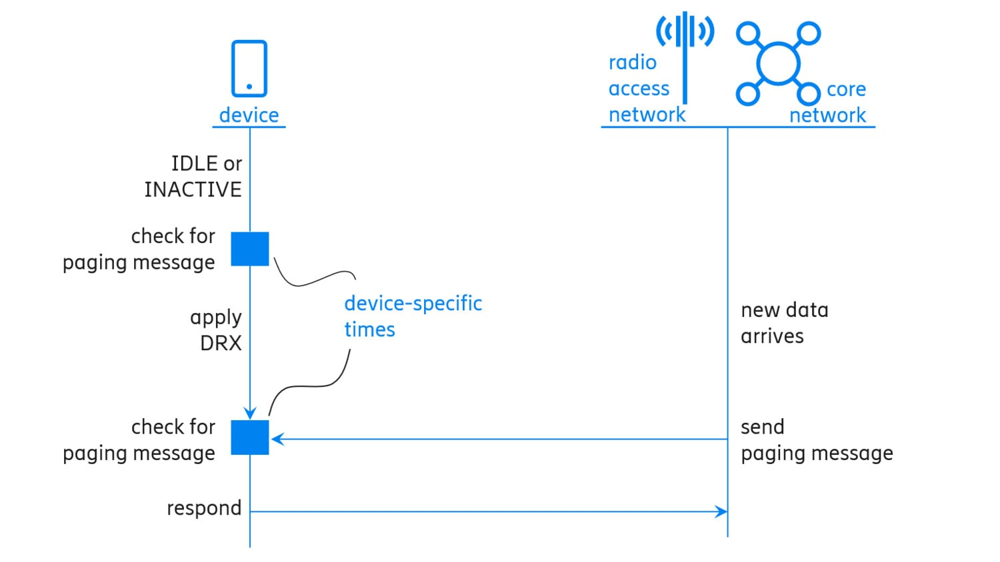 radio
access
network
core
network
device
IDLE or
INACTIVE
check for
paging message
device-specific
times
apply
DRX
new data
arrives
check for
paging message
send
paging message
respond